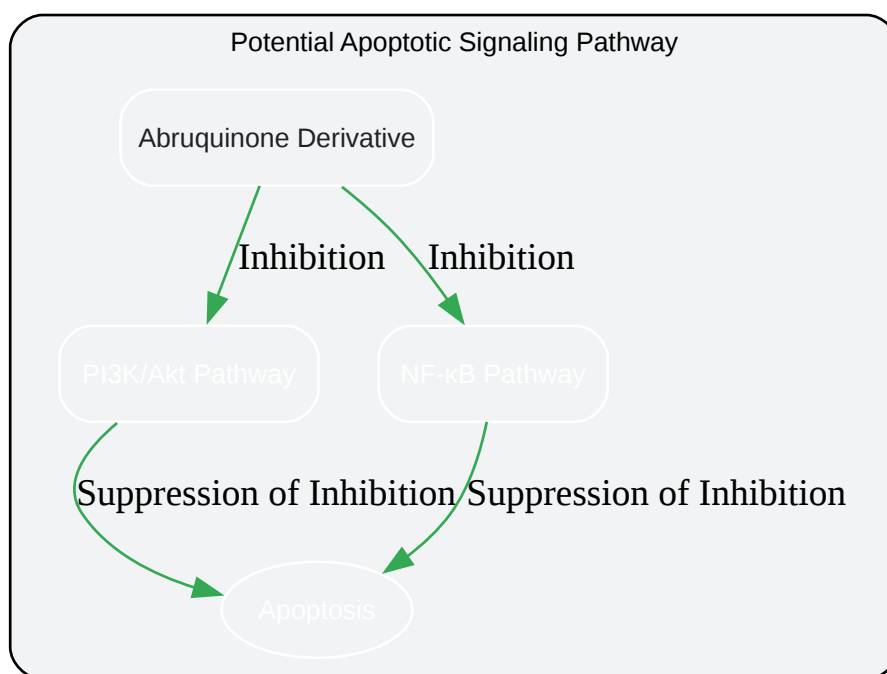 Potential Apoptotic Signaling Pathway
Abruquinone Derivative
Inhibition
Inhibition
PI3K/Akt Pathway
NF-κB Pathway
Suppression of Inhibition
Suppression of Inhibition
Apoptosis